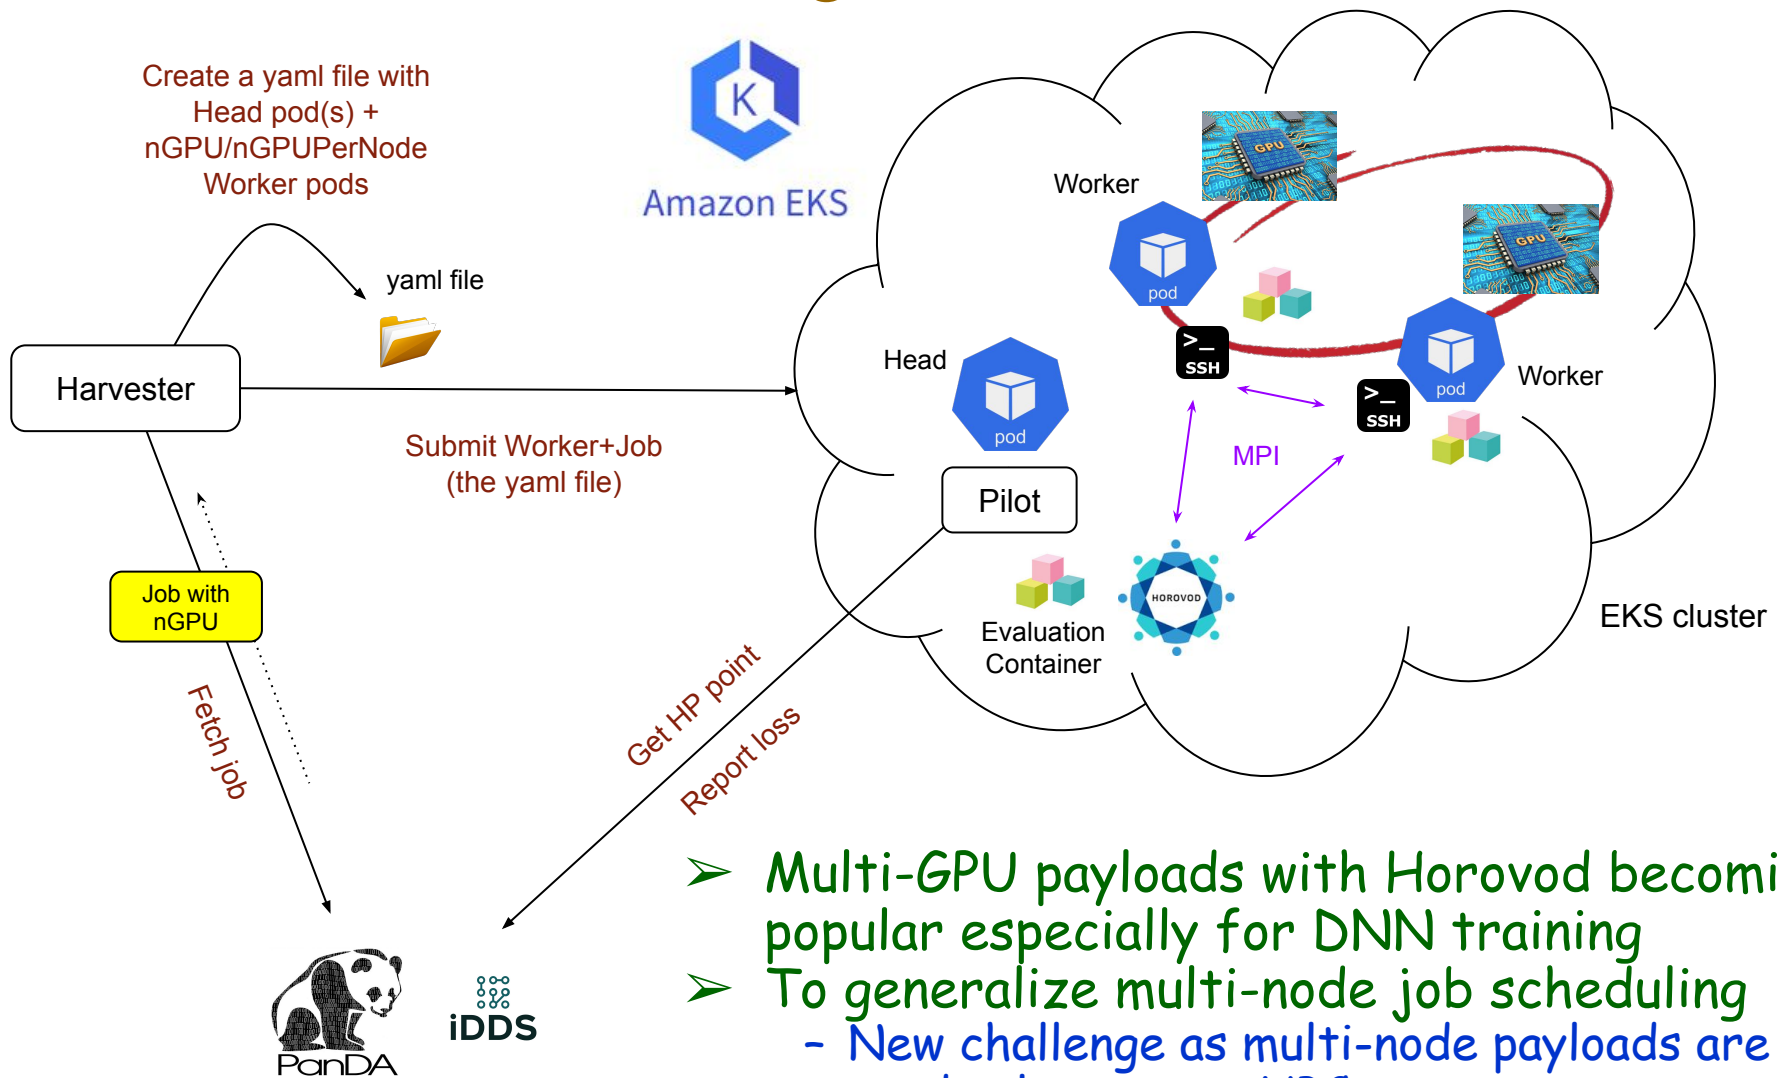 Create a yaml file with
Head pod(s) +
nGPU/nGPUPerNode
Worker pods
K
Amazon EKS
yaml file
Harvester
Submit Worker+Job
(the yaml file)
Job with
nGPU
Fetch job
PanDA
iDDS
Get HP point
Report loss
Head
pod
Pilot
Evaluation
Container
HOROVOD
MPI
Worker
pod
GPU
>_
SSH
GPU
pod
Worker
>_
SSH
EKS cluster
➢ Multi-GPU payloads with Horovod becomi
popular especially for DNN training
➢ To generalize multi-node job scheduling
– New challenge as multi-node payloads are